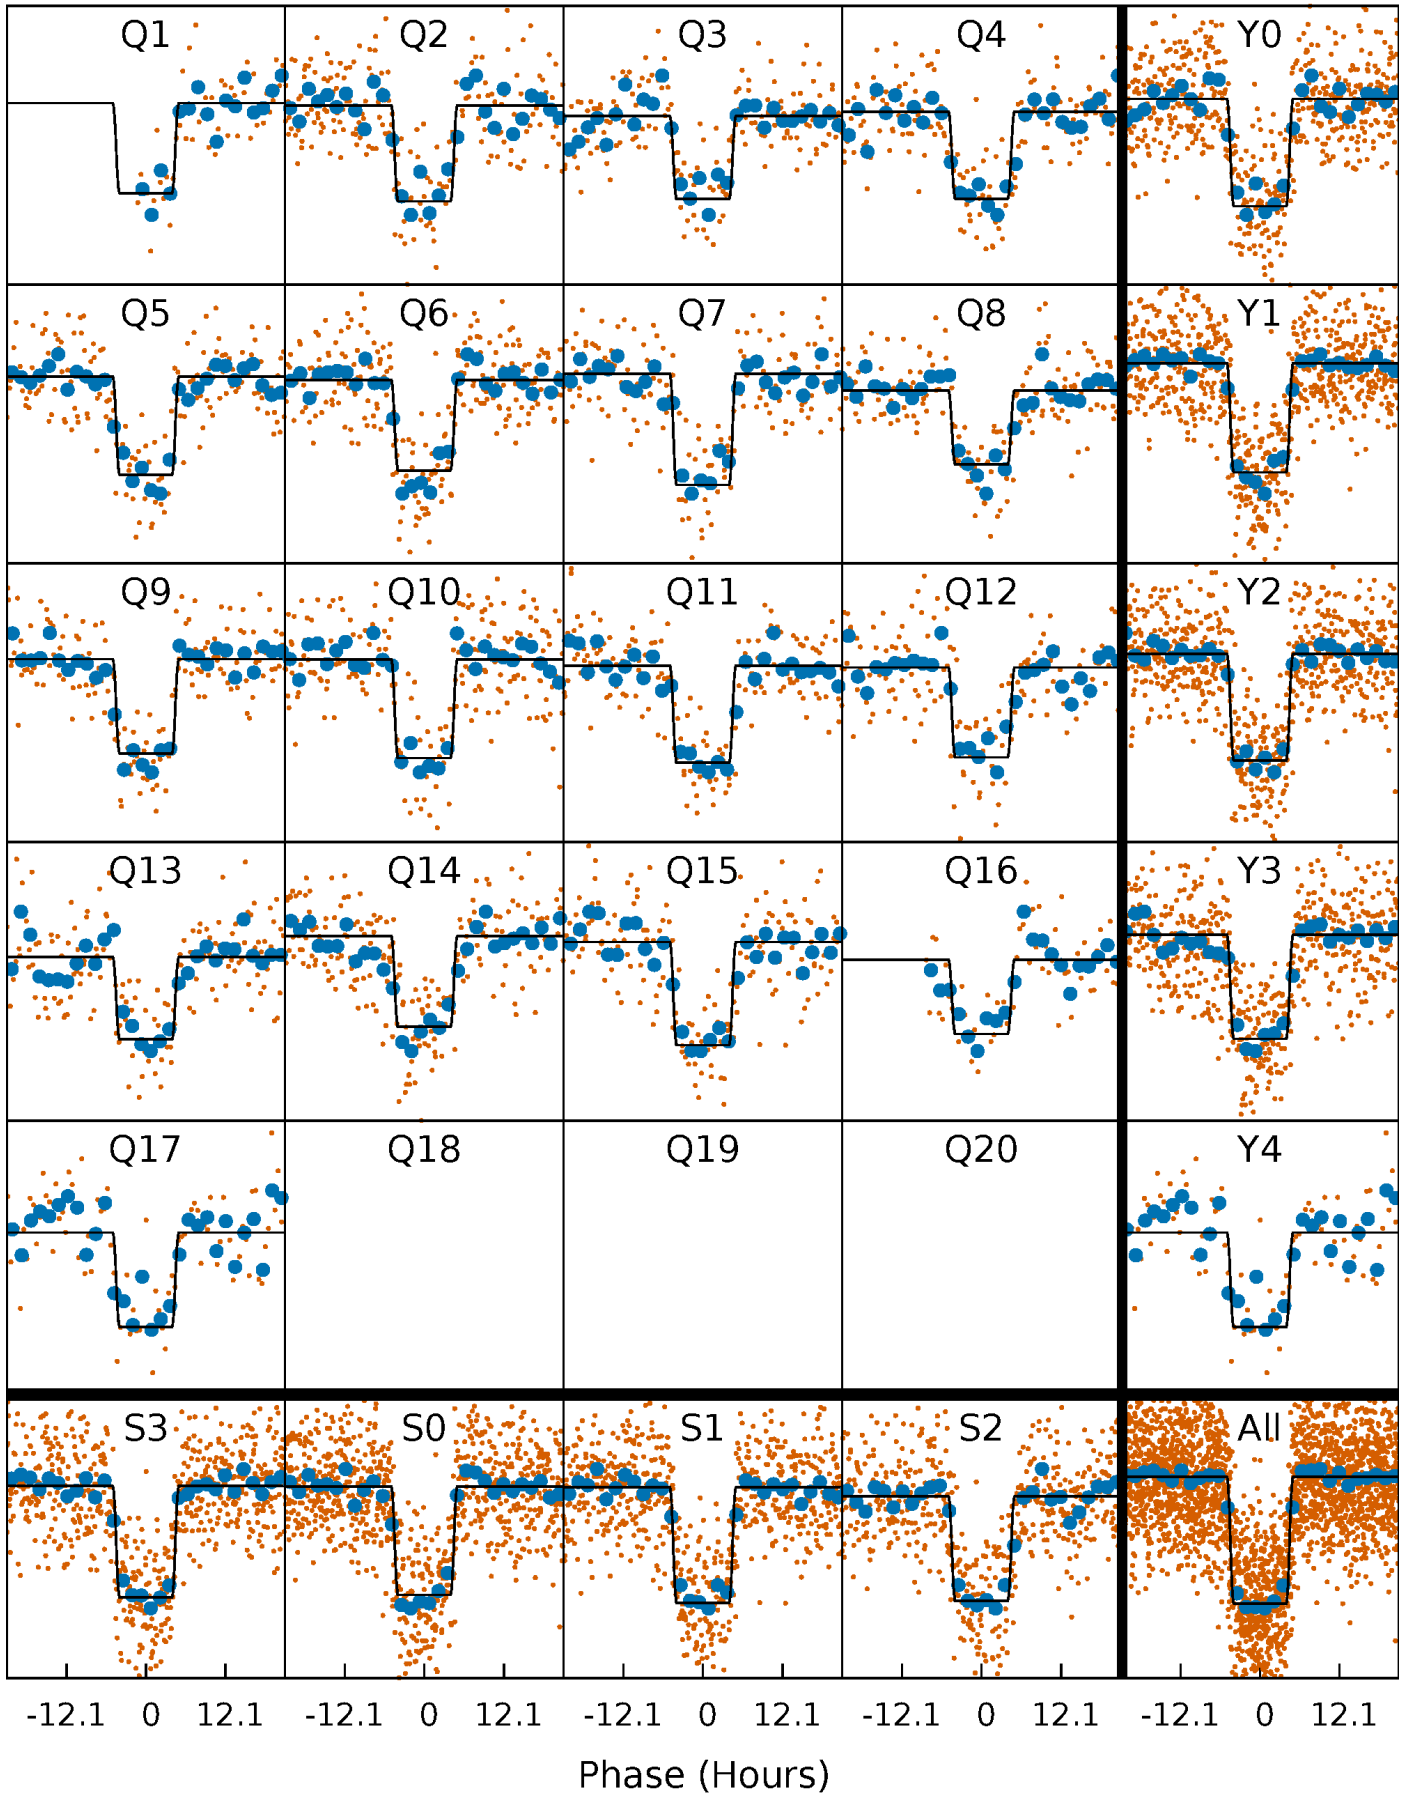 Q1 Q2 Q3 Q4 Y0
Q5 Q6 Q7 Q8 Y1
Q9 Q10 Q11 Q12 Y2
Q13 Q14 Q15 Q16 Y3
Q17 Q18 Q19 Q20 Y4
S3 S0 S1 S2 All
-12.1 0 12.1 -12.1 0 12.1 -12.1 0 12.1 -12.1 0 12.1 -12.1 0 12.1
Phase (Hours)